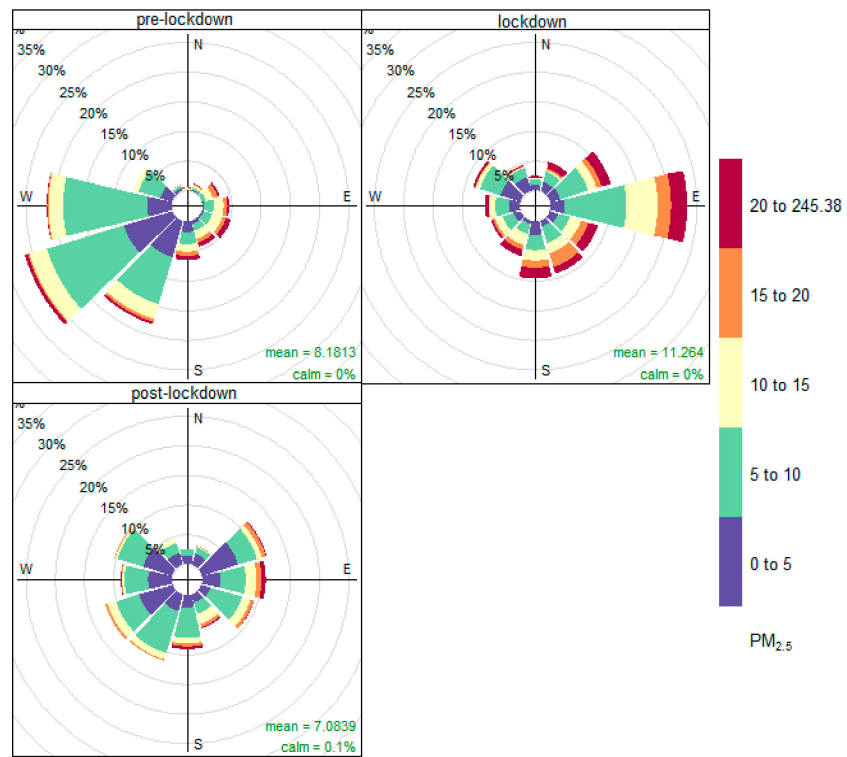 pre-lockdown
%
35%
30%
25%
20%
15%
10%
5%
N
W
E
S
mean = 8.1813
calm = 0%
lockdown
%
35%
30%
25%
20%
15%
10%
5%
N
W
E
S
mean = 11.264
calm = 0%
post-lockdown
%
35%
30%
25%
20%
15%
10%
5%
N
W
E
S
mean = 7.0839
calm = 0.1%
20 to 245.38
15 to 20
10 to 15
5 to 10
0 to 5
PM2.5